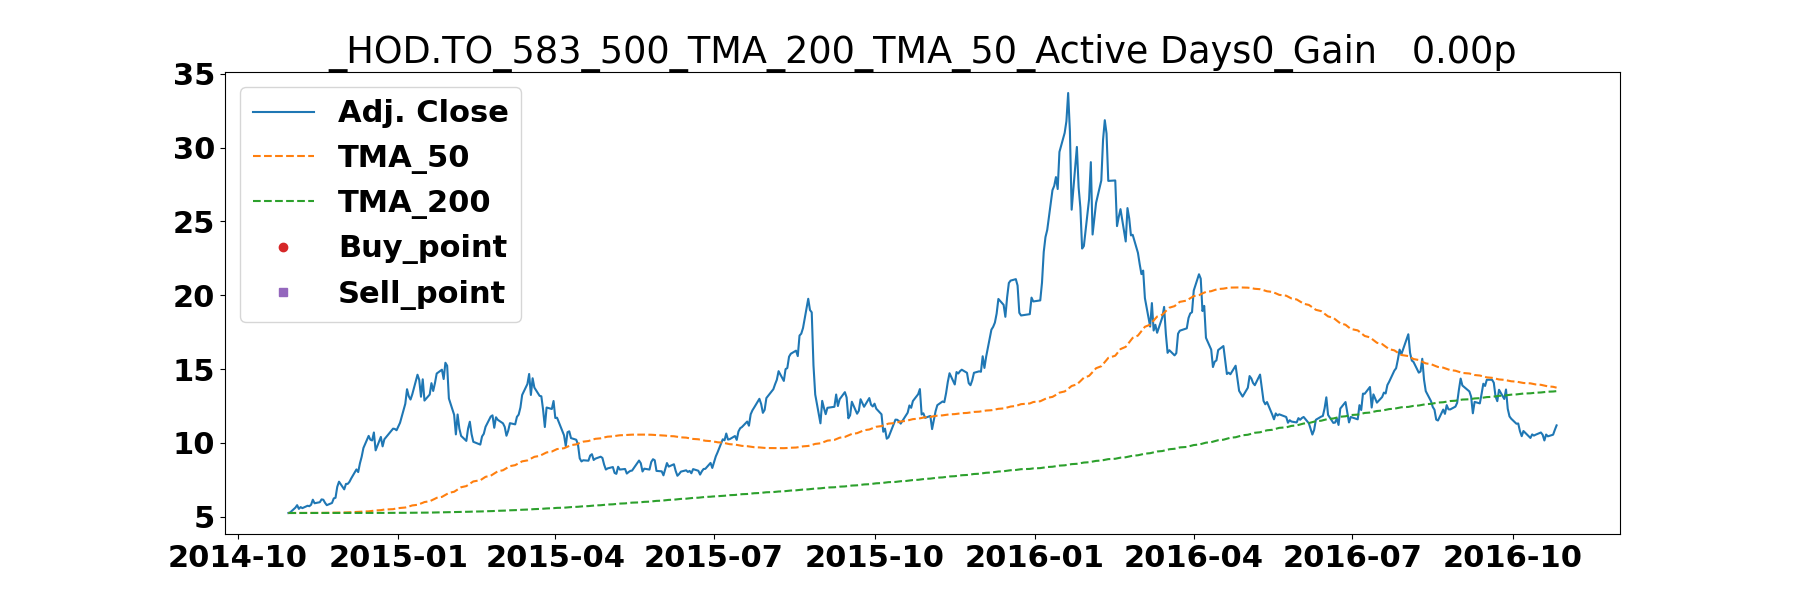 _HOD.TO_583_500_TMA_200_TMA_50_Active Days0_Gain   0.00p
35
30
25
20
15
10
5
Adj. Close
TMA_50
TMA_200
Buy_point
Sell_point
2014-10 2015-01 2015-04 2015-07 2015-10 2016-01 2016-04 2016-07 2016-10